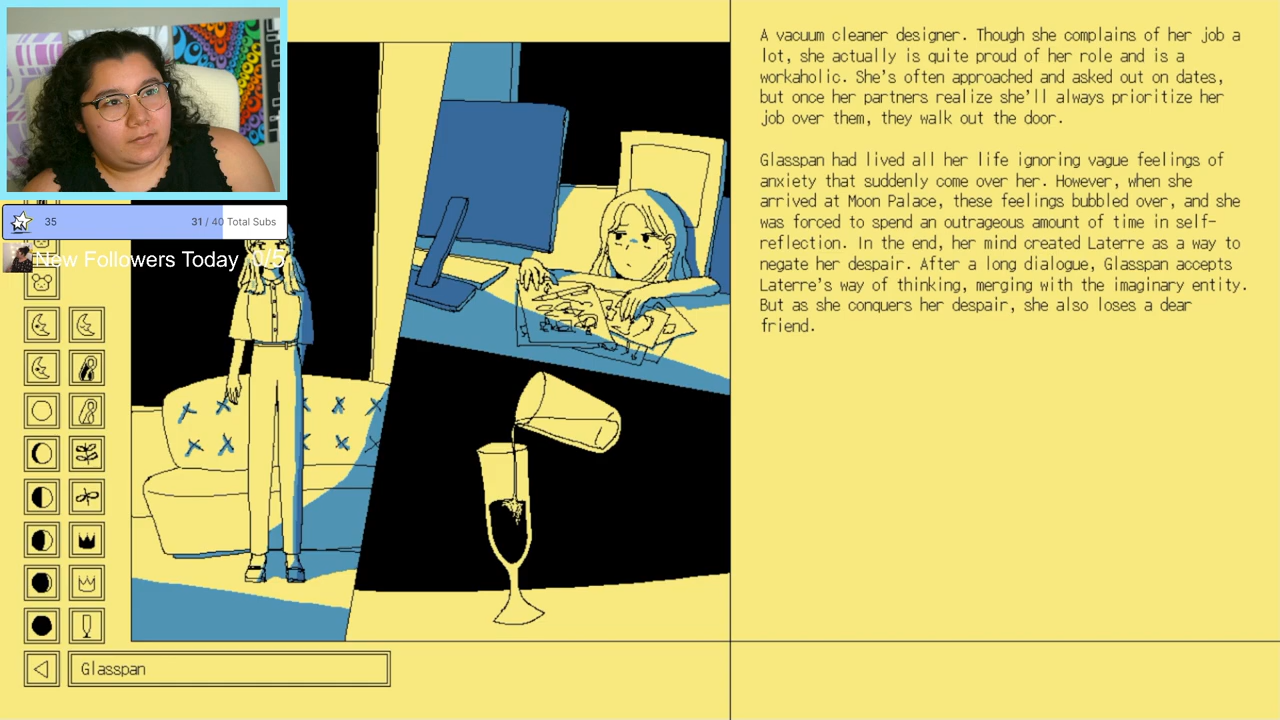 35
31 / 40 Total Subs
New Followers Today 0/5
A vacuum cleaner designer. Though she complains of her job a
lot, she actually is quite proud of her role and is a
workaholic. She's often approached and asked out on dates,
but once her partners realize she'll always prioritize her
job over them, they walk out the door.
Glasspan had lived all her life ignoring vague feelings of
anxiety that suddenly come over her. However, when she
arrived at Moon Palace, these feelings bubbled over, and she
was forced to spend an outrageous amount of time in self-
reflection. In the end, her mind created Laterre as a way to
negate her despair. After a long dialogue, Glasspan accepts
Laterre's way of thinking, merging with the imaginary entity.
But as she conquers her despair, she also loses a dear
friend.
Glasspan